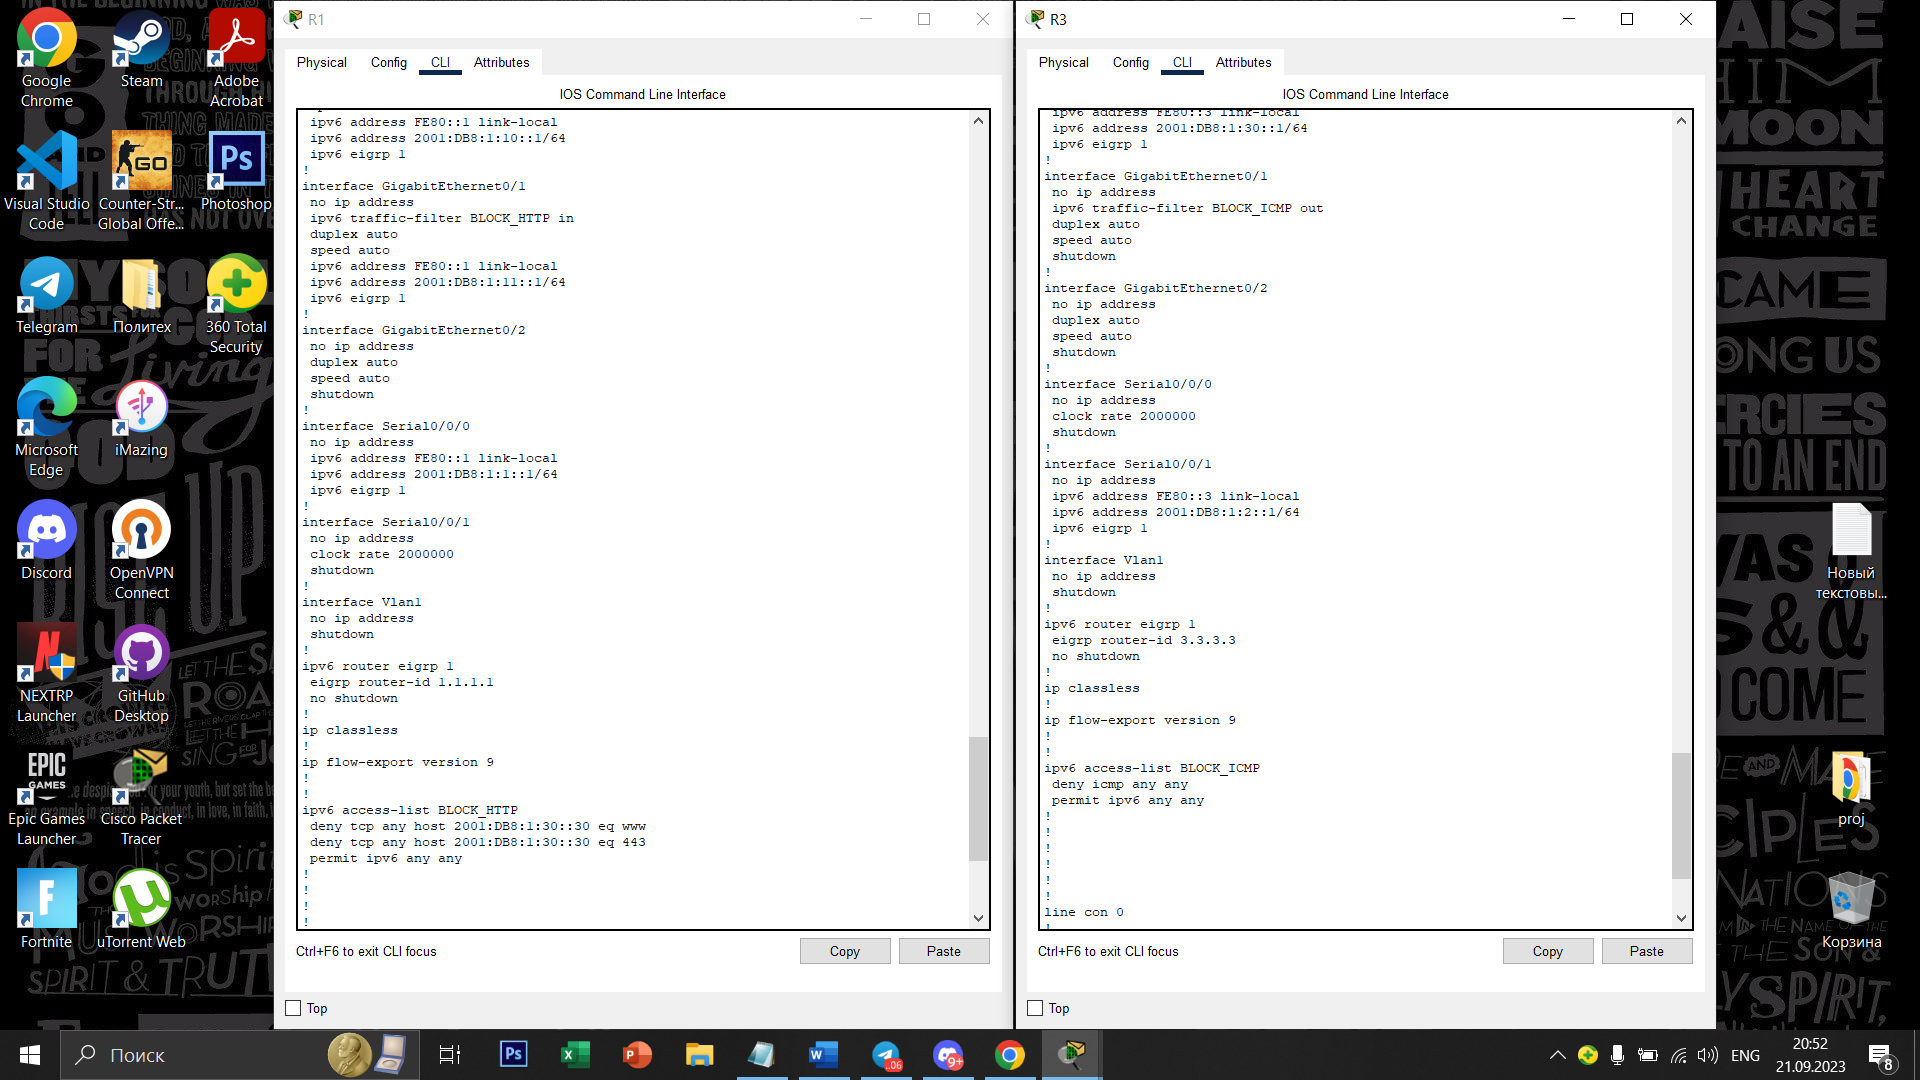 Google
Chrome
Steam
Adobe
Acrobat
Visual Studio
Code
Counter-Str...
Global Offe...
Photoshop
Telegram
Политех
360 Total
Security
Microsoft
Edge
iMazing
Discord
OpenVPN
Connect
NEXTRP
Launcher
GitHub
Desktop
Epic Games
Launcher
Cisco Packet
Tracer
Fortnite
uTorrent Web
R1
Physical
Config
CLI
Attributes
IOS Command Line Interface
ipv6 address FE80::1 link-local
ipv6 address 2001:DB8:1:10::1/64
ipv6 eigrp 1
!
interface GigabitEthernet0/1
no ip address
ipv6 traffic-filter BLOCK_HTTP in
duplex auto
speed auto
ipv6 address FE80::1 link-local
ipv6 address 2001:DB8:1:11::1/64
ipv6 eigrp 1
!
interface GigabitEthernet0/2
no ip address
duplex auto
speed auto
shutdown
!
interface Serial0/0/0
no ip address
ipv6 address FE80::1 link-local
ipv6 address 2001:DB8:1:1::1/64
ipv6 eigrp 1
!
interface Serial0/0/1
no ip address
clock rate 2000000
shutdown
!
interface Vlan1
no ip address
shutdown
!
ipv6 router eigrp 1
eigrp router-id 1.1.1.1
no shutdown
!
ip classless
!
ip flow-export version 9
!
!
ipv6 access-list BLOCK_HTTP
deny tcp any host 2001:DB8:1:30::30 eq www
deny tcp any host 2001:DB8:1:30::30 eq 443
permit ipv6 any any
!
!
!
!
Ctrl+F6 to exit CLI focus
Copy
Paste
Top
R3
Physical
Config
CLI
Attributes
IOS Command Line Interface
ipv6 address FE80::3 link-local
ipv6 address 2001:DB8:1:30::1/64
ipv6 eigrp 1
!
interface GigabitEthernet0/1
no ip address
ipv6 traffic-filter BLOCK_ICMP out
duplex auto
speed auto
shutdown
!
interface GigabitEthernet0/2
no ip address
duplex auto
speed auto
shutdown
!
interface Serial0/0/0
no ip address
clock rate 2000000
shutdown
!
interface Serial0/0/1
no ip address
ipv6 address FE80::3 link-local
ipv6 address 2001:DB8:1:2::1/64
ipv6 eigrp 1
!
interface Vlan1
no ip address
shutdown
!
ipv6 router eigrp 1
eigrp router-id 3.3.3.3
no shutdown
!
ip classless
!
ip flow-export version 9
!
!
ipv6 access-list BLOCK_ICMP
deny icmp any any
permit ipv6 any any
!
!
!
!
!
!
line con 0
!
Ctrl+F6 to exit CLI focus
Copy
Paste
Top
Новый
текстовы...
proj
Корзина
Поиск
ENG
20:52
21.09.2023
8